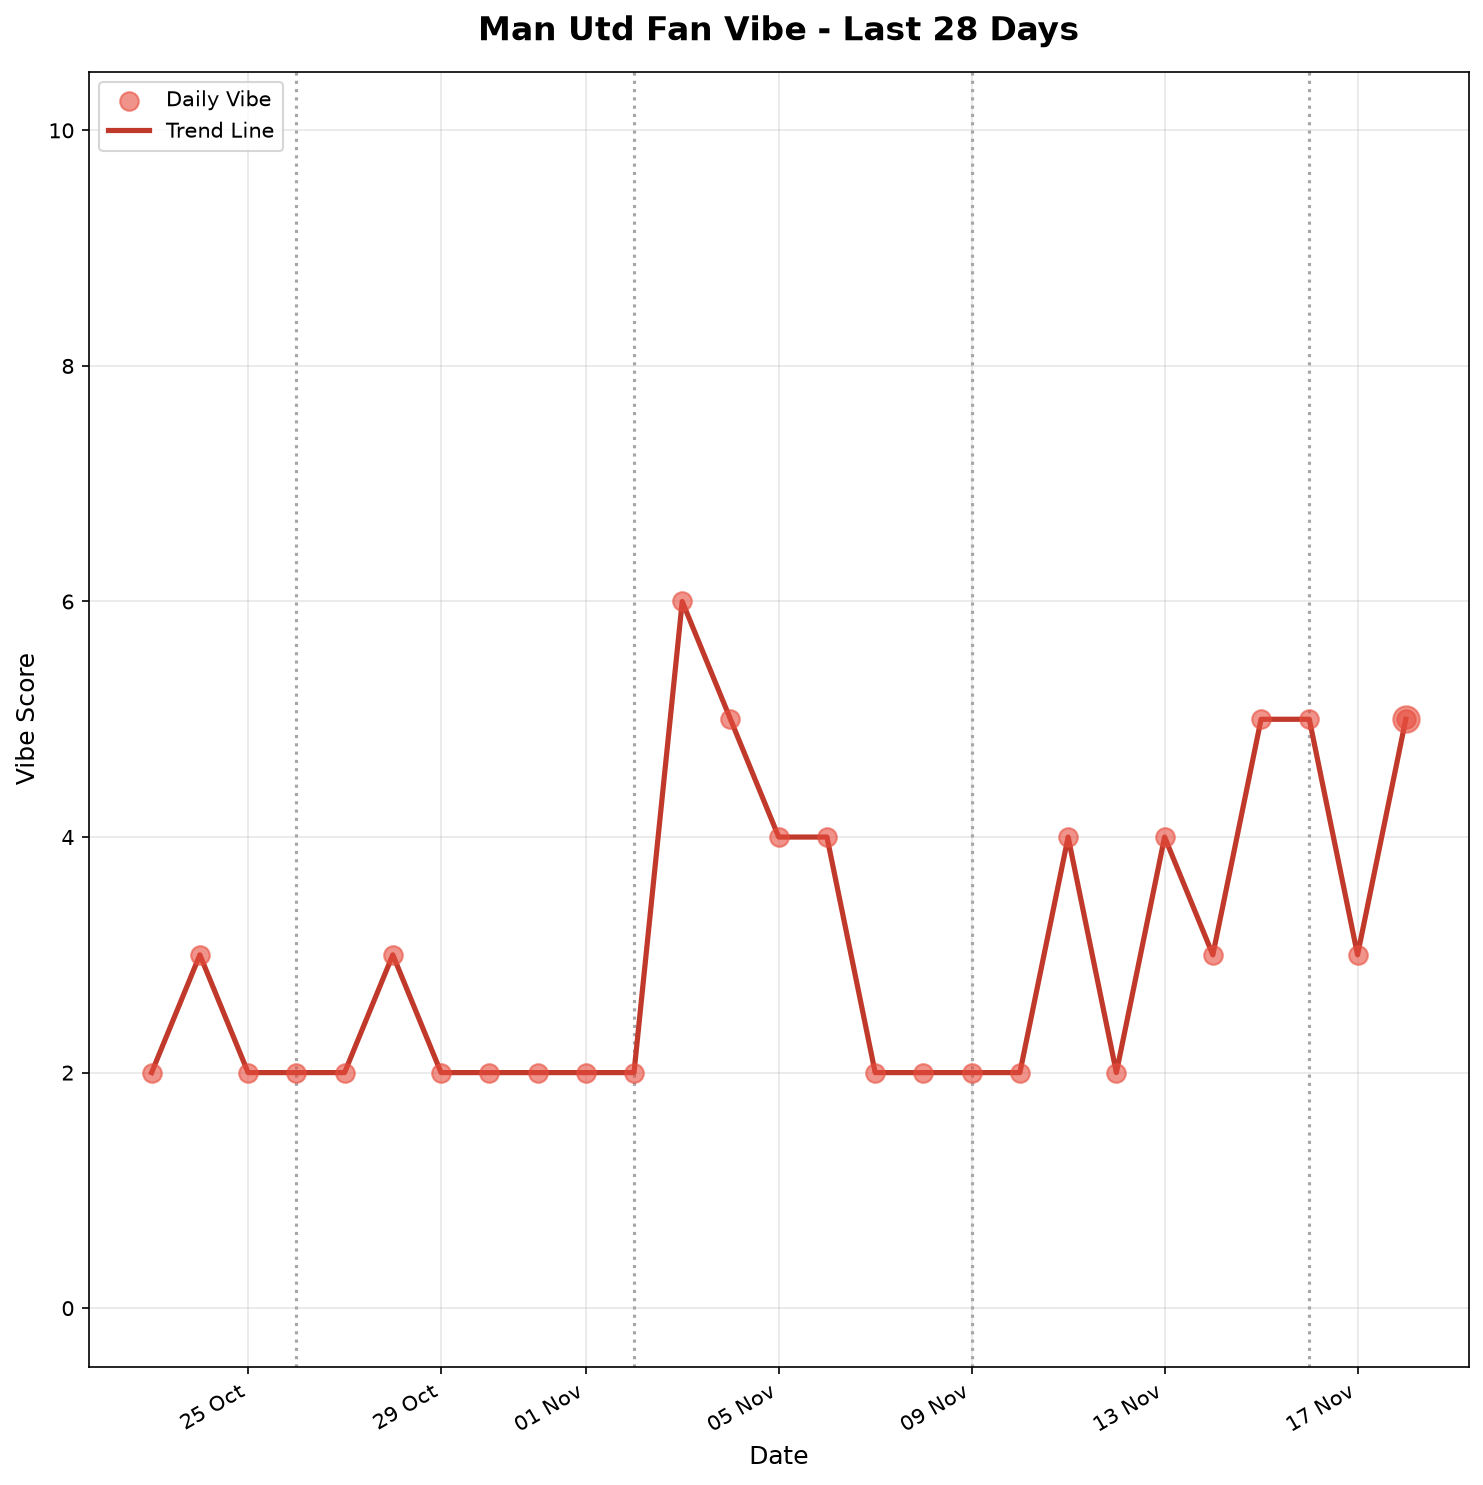 Man Utd Fan Vibe - Last 28 Days
Daily Vibe
Trend Line
10
8
6
4
2
0
Vibe Score
25 Oct
29 Oct
01 Nov
05 Nov
09 Nov
13 Nov
17 Nov
Date